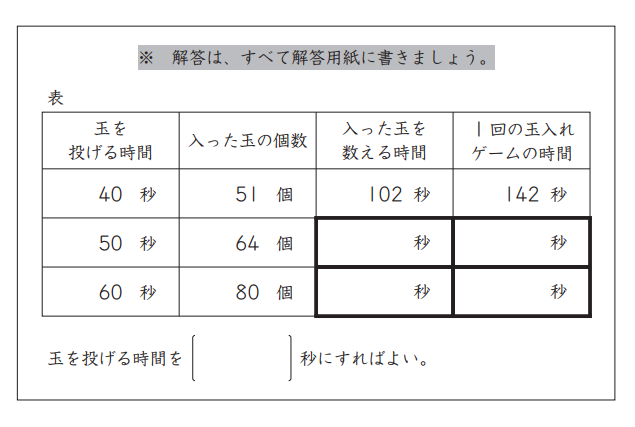 ※　解答は、すべて解答用紙に書きましょう。
表
玉を
投げる時間
入った玉の個数
入った玉を
数える時間
1回の玉入れ
ゲームの時間
40 秒
51 個
102 秒
142 秒
50 秒
64 個
秒
秒
60 秒
80 個
秒
秒
玉を投げる時間を〔　　　〕秒にすればよい。